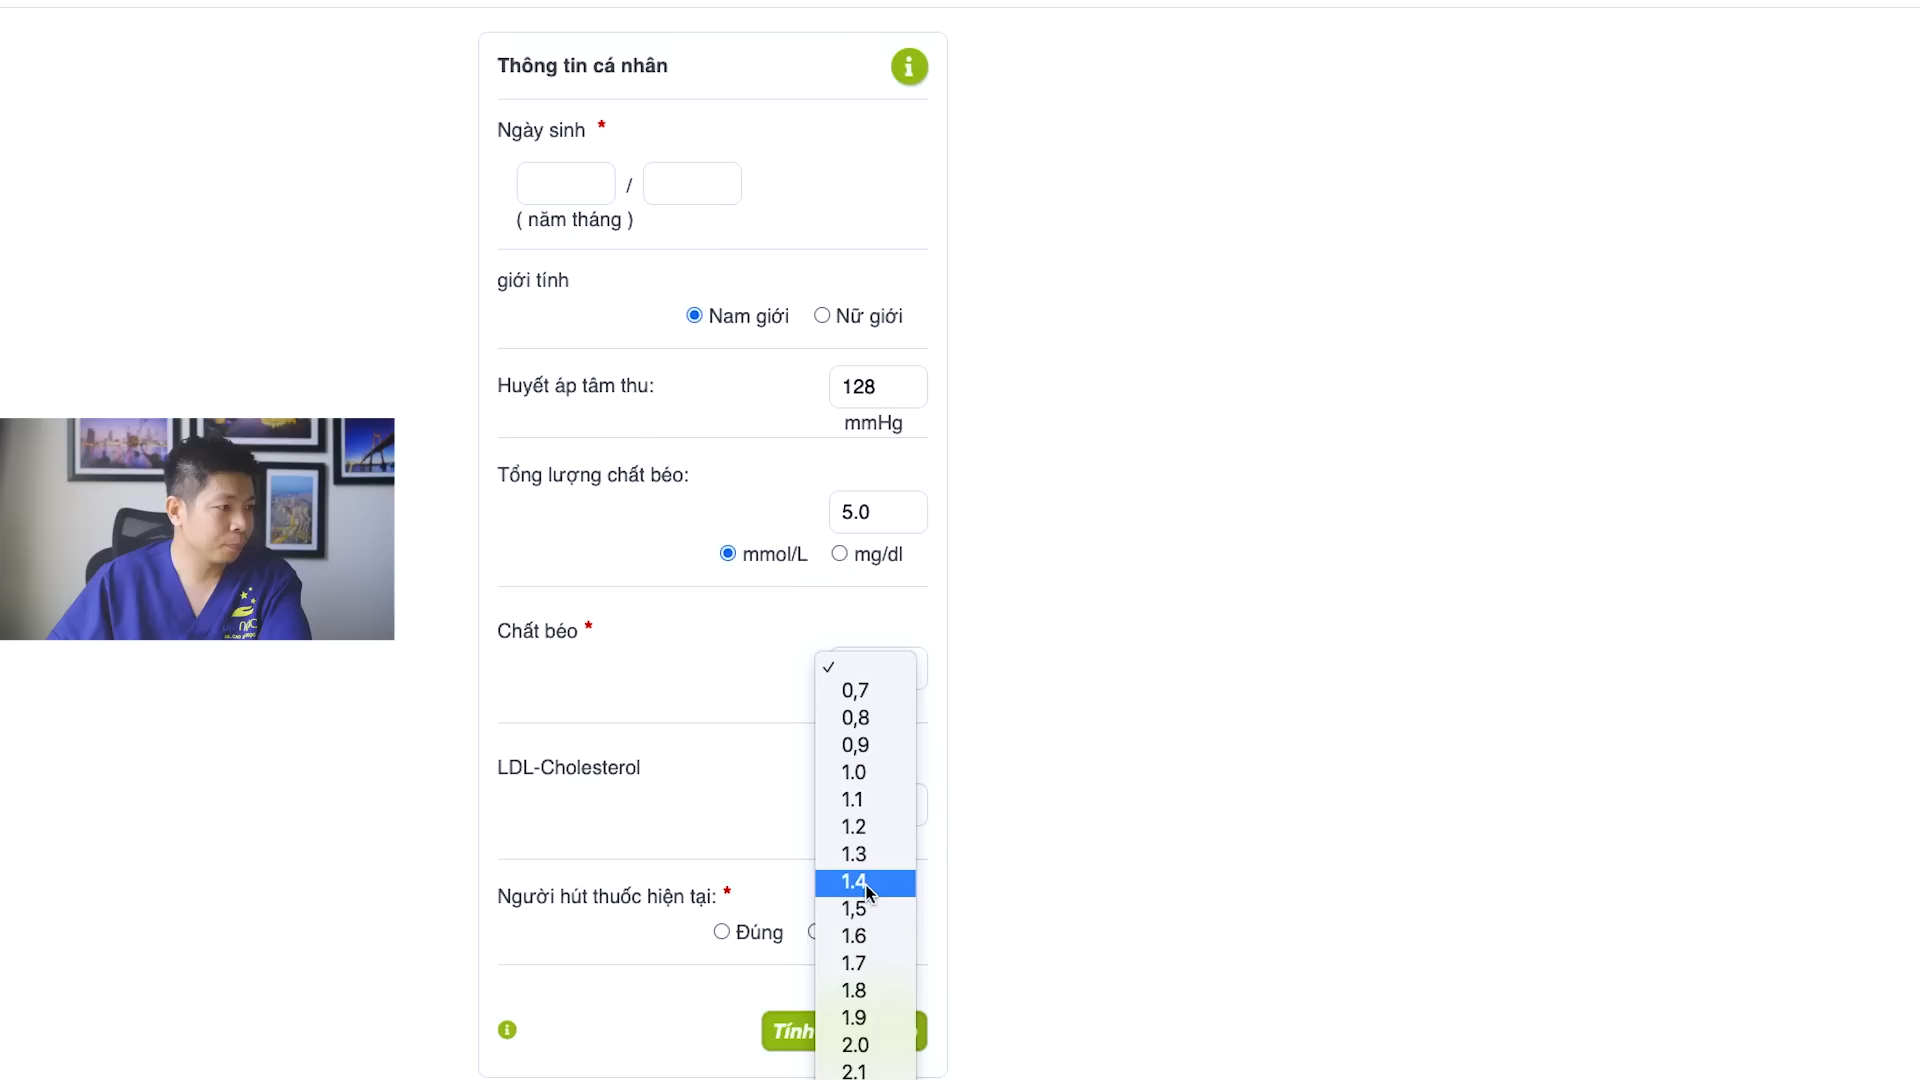 Thông tin cá nhân
Ngày sinh *
/
( năm tháng )
giới tính
Nam giới Nữ giới
Huyết áp tâm thu: 128
mmHg
Tổng lượng chất béo:
5.0
mmol/L mg/dl
Chất béo *
0,7
0,8
0,9
1.0
LDL-Cholesterol
1.1
1.2
1.3
1.4
Người hút thuốc hiện tại: *
1,5
Đúng
1.6
1.7
1.8
1.9
Tính
2.0
2.1